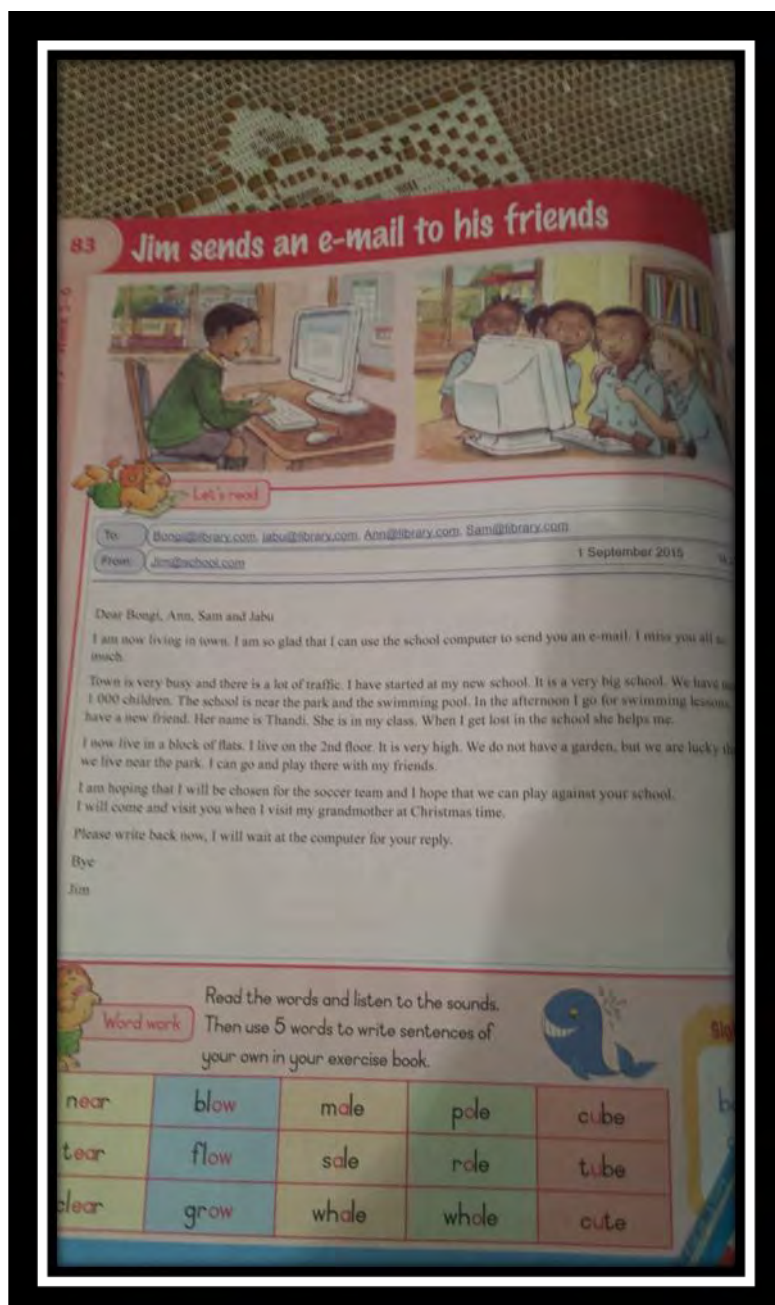 83
Jim sends an e-mail to his friends
Let's read
To: Bongi@library.com, jabu@library.com, Ann@library.com, Sam@library.com
From: Jim@school.com 1 September 2015
Dear Bongi, Ann, Sam and Jabu
I am now living in town. I am so glad that I can use the school computer to send you an e-mail. I miss you all so
much.
Town is very busy and there is a lot of traffic. I have started at my new school. It is a very big school. We have
1 000 children. The school is near the park and the swimming pool. In the afternoon I go for swimming lessons.
have a new friend. Her name is Thandi. She is in my class. When I get lost in the school she helps me.
I now live in a block of flats. I live on the 2nd floor. It is very high. We do not have a garden, but we are lucky
we live near the park. I can go and play there with my friends.
I am hoping that I will be chosen for the soccer team and I hope that we can play against your school.
I will come and visit you when I visit my grandmother at Christmas time.
Please write back now, I will wait at the computer for your reply.
Bye
Jim
Word work
Read the words and listen to the sounds.
Then use 5 words to write sentences of
your own in your exercise book.
near blow male pole cube
tear flow sale role tube
clear grow whale whole cute